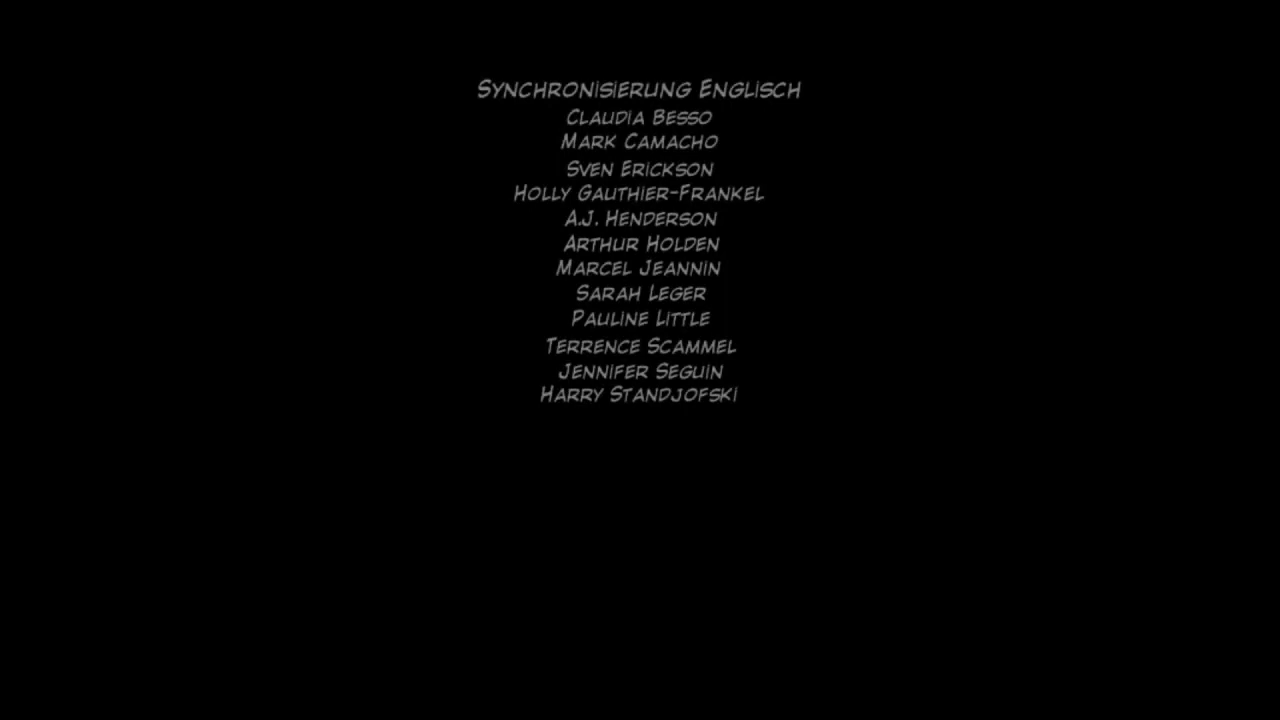 Synchronisierung Englisch
Claudia Besso
Mark Camacho
Sven Erickson
Holly Gauthier-Frankel
A.J. Henderson
Arthur Holden
Marcel Jeannin
Sarah Leger
Pauline Little
Terrence Scammel
Jennifer Seguin
Harry Standjofski